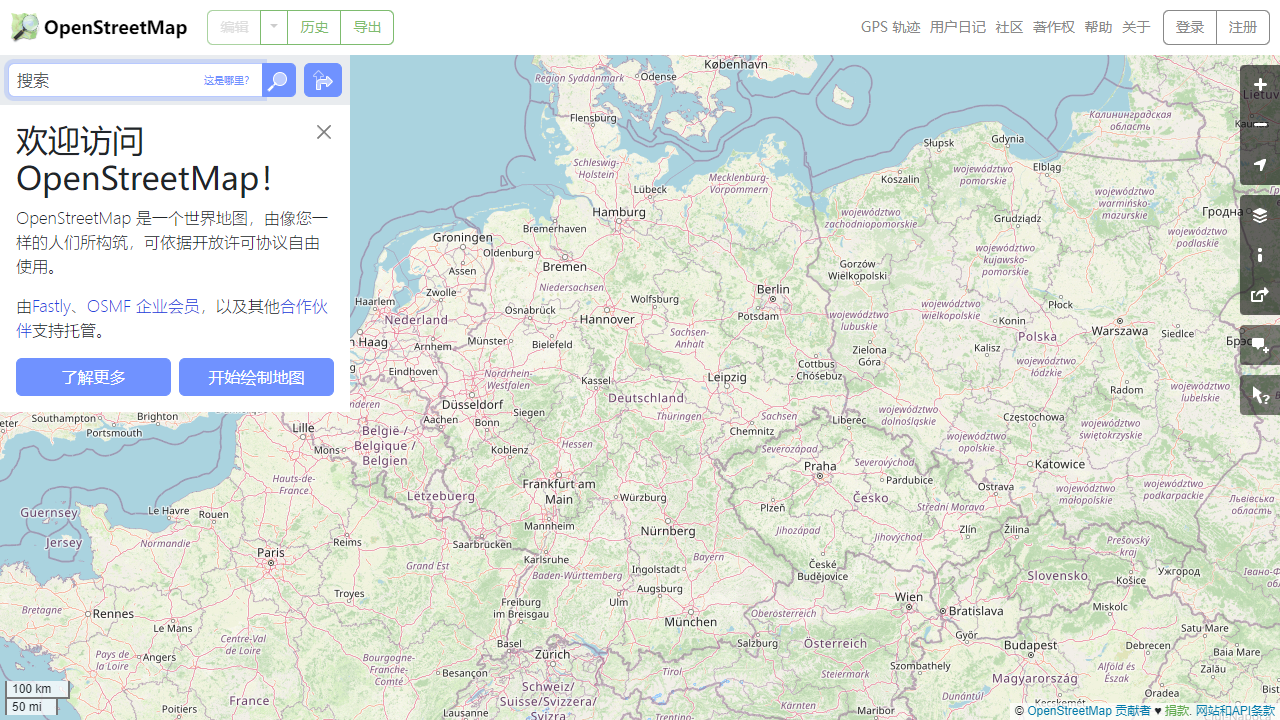 OpenStreetMap
编辑
历史
导出
GPS 轨迹
用户日记
社区
著作权
帮助
关于
登录
注册
搜索
这是哪里?
欢迎访问
OpenStreetMap!
OpenStreetMap 是一个世界地图，由像您一
样的人们所构筑，可依据开放许可协议自由
使用。
由Fastly、OSMF 企业会员，以及其他合作伙
伴支持托管。
了解更多
开始绘制地图
København
Region Syddanmark
Odense
Flensburg
Schleswig-
Holstein
Lübeck
Mecklenburg-
Vorpommern
Hamburg
Bremerhaven
Groningen
Oldenburg
Bremen
Assen
Niedersachsen
Zwolle
Haarlem
Nederland
Osnabrück
Wolfsburg
Hannover
Berlin
Potsdam
n Haag
Arnhem
Münster
Bielefeld
Sachsen-
Anhalt
Eindhoven
Nordrhein-
Westfalen
Kassel
Leipzig
Cottbus -
Chóśebuz
Düsseldorf
Deutschland
Siegen
Aachen
Bonn
Thüringen
Sachsen
Chemnitz
Liberec
Koblenz
Hessen
Frankfurt am
Main
Würzburg
Mannheim
Nürnberg
Saarbrücken
Karlsruhe
Bayern
Baden-Württemberg
Ingolstadt
Augsburg
Ulm
München
Freiburg
im Breisgau
Basel
Zürich
Schweiz/
Suisse/Svizzera/
Svizra
Lausanne
Tirol
Salzburg
Oberösterreich
Österreich
Steiermark
Kärnten
Maribor
Wien
Bratislava
Győr
Szombathely
Dunántúl
Budapest
Magyarország
Kecskemét
Alföld és
Észak
Debrecen
Oradea
Zalău
Satu Mare
Baia Mare
Miskolc
Košice
Ужгород
Slovensko
Prešovský
kraj
Žilina
Zlín
Střední Morava
Jihovýchod
Jihozápad
České
Budějovice
Plzeň
Praha
Severozápad
Severovýchod
Pardubice
Česko
Ostrava
Katowice
województwo
małopolskie
województwo
podkarpackie
województwo
świętokrzyskie
Częstochowa
województwo
dolnośląskie
województwo
łódzkie
Radom
województwo
lubelskie
Zielona
Góra
Kalisz
Polska
Warszawa
Siedlce
Konin
Płock
województwo
lubuskie
województwo
wielkopolskie
Gorzów
Wielkopolski
województwo
kujawsko-
pomorskie
województwo
zachodniopomorskie
Grudziądz
województwo
warmińsko-
mazurskie
województwo
podlaskie
Гродна
Koszalin
Słupsk
województwo
pomorskie
Gdynia
Elbląg
Калининградская
область
Southampton
Brighton
Portsmouth
Lille
Mons
België /
Belgique /
Belgien
Lëtzebuerg
Hauts-de-
France
Guernsey
Jersey
Le Havre
Rouen
Normandie
Paris
Reims
Grand Est
Troyes
Bretagne
Rennes
Le Mans
Angers
Pays de
la Loire
Centre-Val
de Loire
Bourgogne-
Franche-
Comté
Besançon
France
Poitiers
100 km
50 mi
© OpenStreetMap 贡献者 ♥ 捐款. 网站和API条款